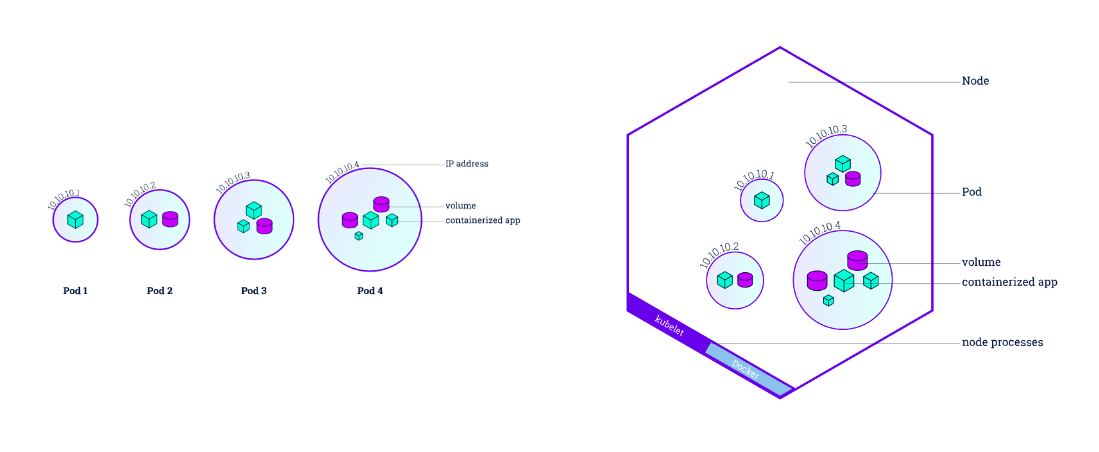 10.10.10.1
10.10.10.2
10.10.10.3
10.10.10.4
IP address
volume
containerized app
Pod 1
Pod 2
Pod 3
Pod 4
Node
10.10.10.3
10.10.10.1
Pod
10.10.10.4
10.10.10.2
volume
containerized app
kubelet
node processes
Docker